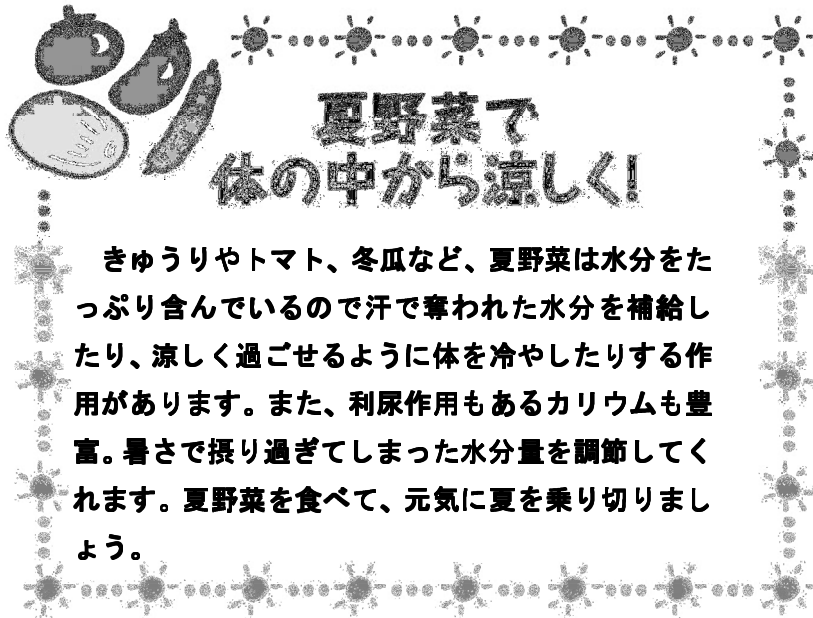 夏野菜で
体の中から涼しく!
きゅうりやトマト、冬瓜など、夏野菜は水分をた
っぷり含んでいるので汗で奪われた水分を補給し
たり、涼しく過ごせるように体を冷やしたりする作
用があります。また、利尿作用もあるカリウムも豊
富。暑さで摂り過ぎてしまった水分量を調節してく
れます。夏野菜を食べて、元気に夏を乗り切りまし
ょう。